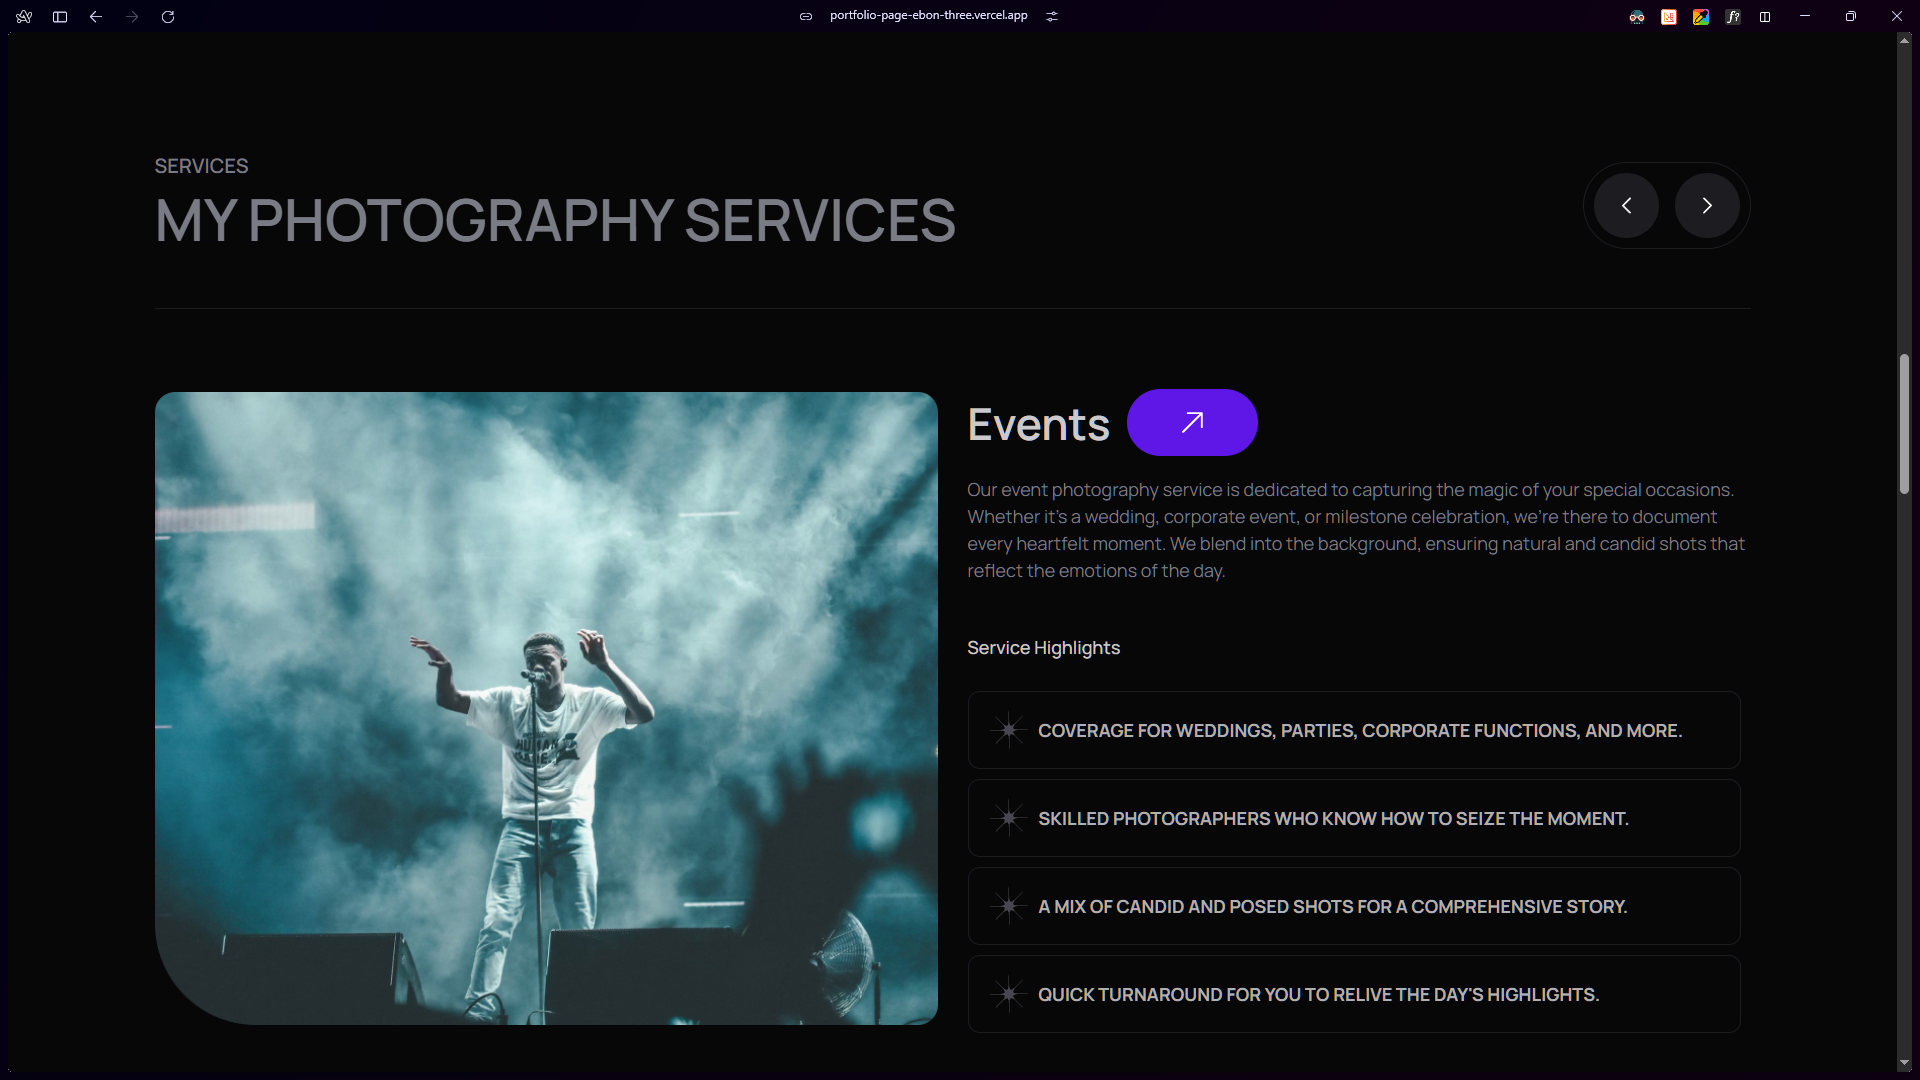 portfolio-page-ebon-three.vercel.app
SERVICES
MY PHOTOGRAPHY SERVICES
Events
Our event photography service is dedicated to capturing the magic of your special occasions.
Whether it's a wedding, corporate event, or milestone celebration, we're there to document
every heartfelt moment. We blend into the background, ensuring natural and candid shots that
reflect the emotions of the day.
Service Highlights
COVERAGE FOR WEDDINGS, PARTIES, CORPORATE FUNCTIONS, AND MORE.
SKILLED PHOTOGRAPHERS WHO KNOW HOW TO SEIZE THE MOMENT.
A MIX OF CANDID AND POSED SHOTS FOR A COMPREHENSIVE STORY.
QUICK TURNAROUND FOR YOU TO RELIVE THE DAY'S HIGHLIGHTS.